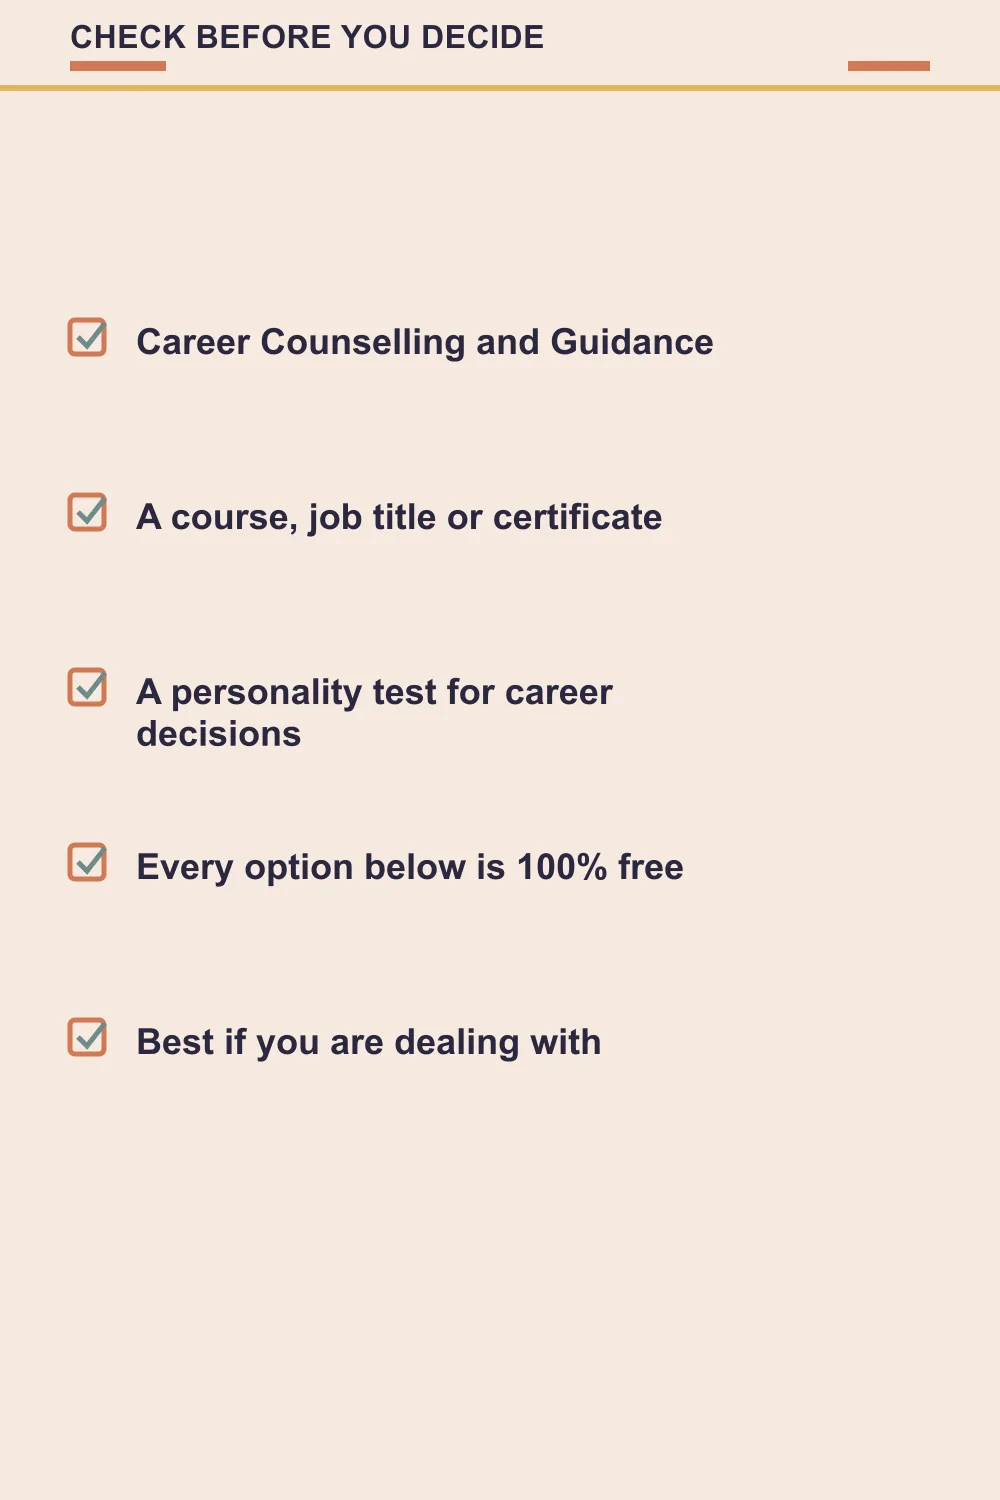 CHECK BEFORE YOU DECIDE
Career Counselling and Guidance
A course, job title or certificate
A personality test for career
decisions
Every option below is 100% free
Best if you are dealing with